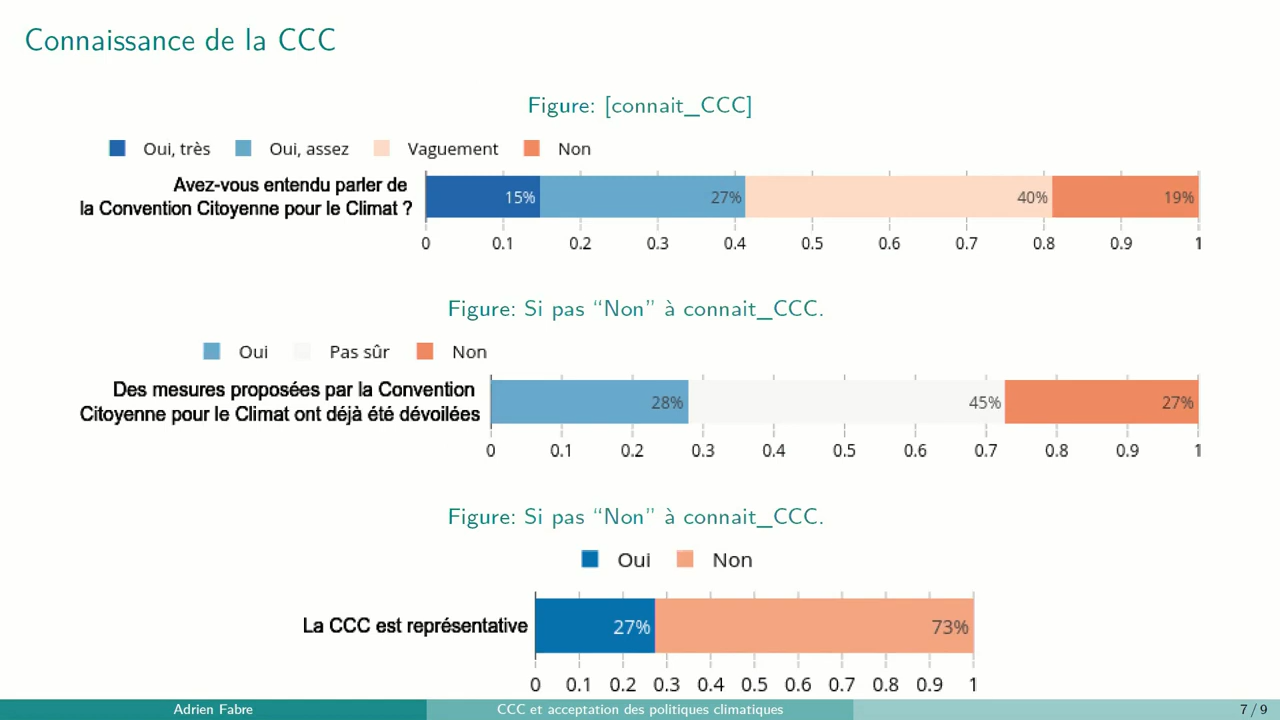 Connaissance de la CCC
Figure: [connait_CCC]
Oui, très Oui, assez Vaguement Non
Avez-vous entendu parler de
la Convention Citoyenne pour le Climat ?
15% 27% 40% 19%
0 0.1 0.2 0.3 0.4 0.5 0.6 0.7 0.8 0.9 1
Figure: Si pas “Non” à connait_CCC.
Oui Pas sûr Non
Des mesures proposées par la Convention
Citoyenne pour le Climat ont déjà été dévoilées
28% 45% 27%
0 0.1 0.2 0.3 0.4 0.5 0.6 0.7 0.8 0.9 1
Figure: Si pas “Non” à connait_CCC.
Oui Non
La CCC est représentative
27% 73%
0 0.1 0.2 0.3 0.4 0.5 0.6 0.7 0.8 0.9 1
Adrien Fabre CCC et acceptation des politiques climatiques 7 / 9